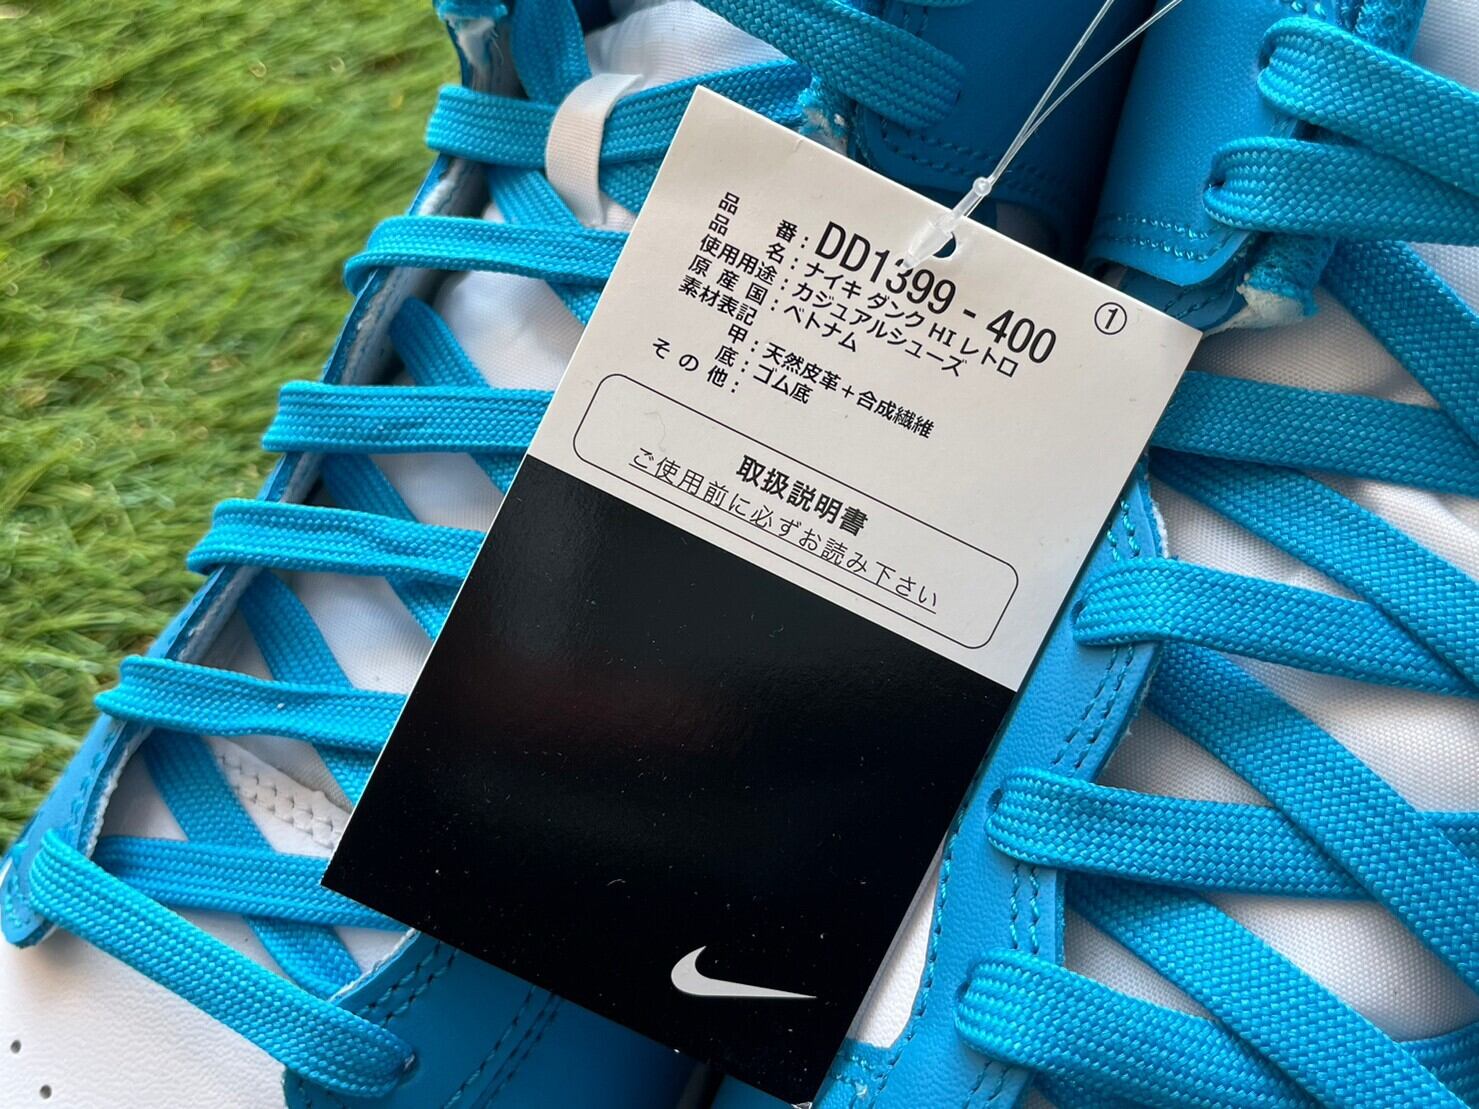 品番：DD1399-400 ①
品名：ナイキ ダンク HI レトロ
使用用途：カジュアルシューズ
原産国：ベトナム
素材表記
甲：天然皮革＋合成繊維
底：ゴム底
その他：
取扱説明書
ご使用前に必ずお読み下さい